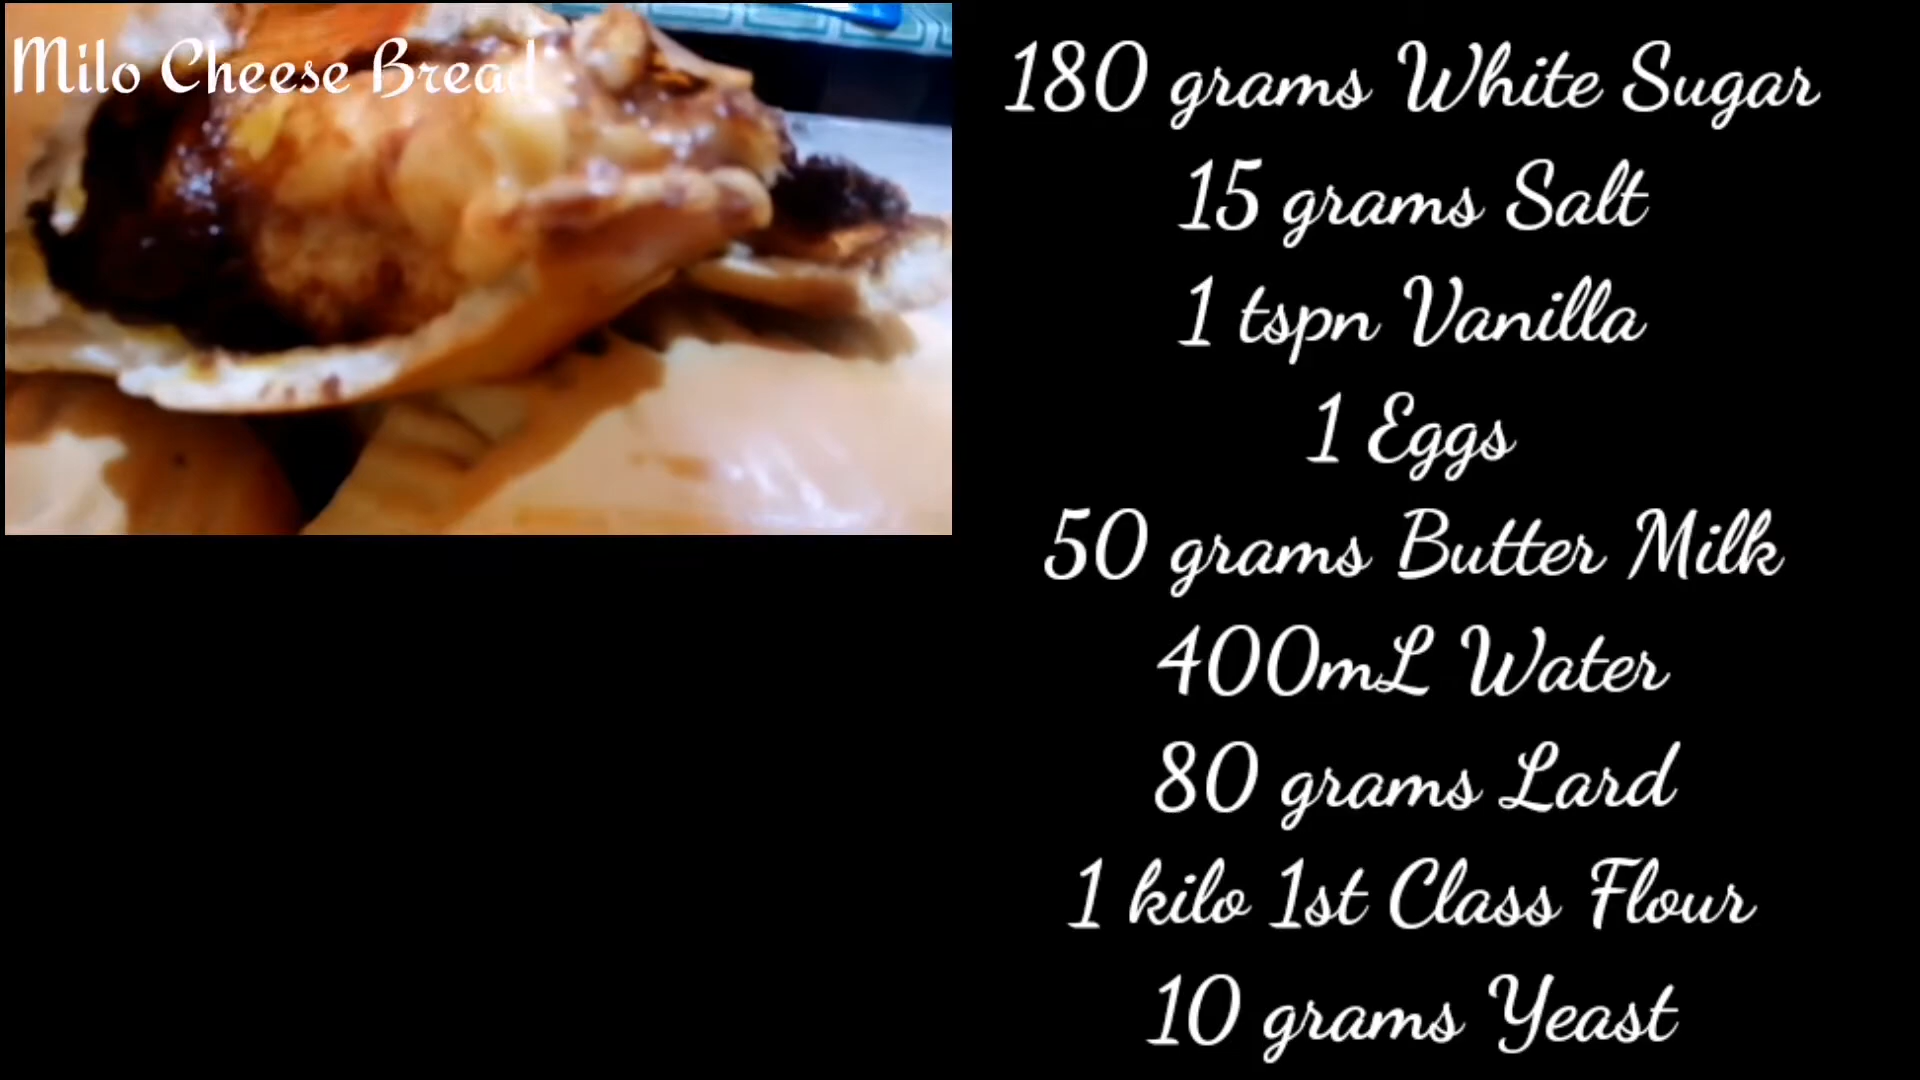 Milo Cheese Bread
180 grams White Sugar
15 grams Salt
1 tspn Vanilla
1 Eggs
50 grams Butter Milk
400mL Water
80 grams Lard
1 kilo 1st Class Flour
10 grams Yeast